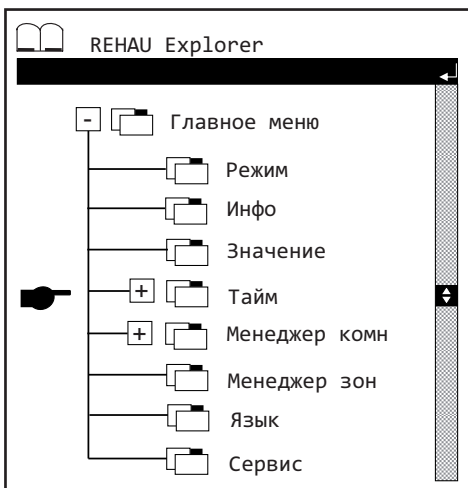 REHAU Explorer
- Главное меню
Режим
Инфо
Значение
+ Тайм
+ Менеджер комн
Менеджер зон
Язык
Сервис